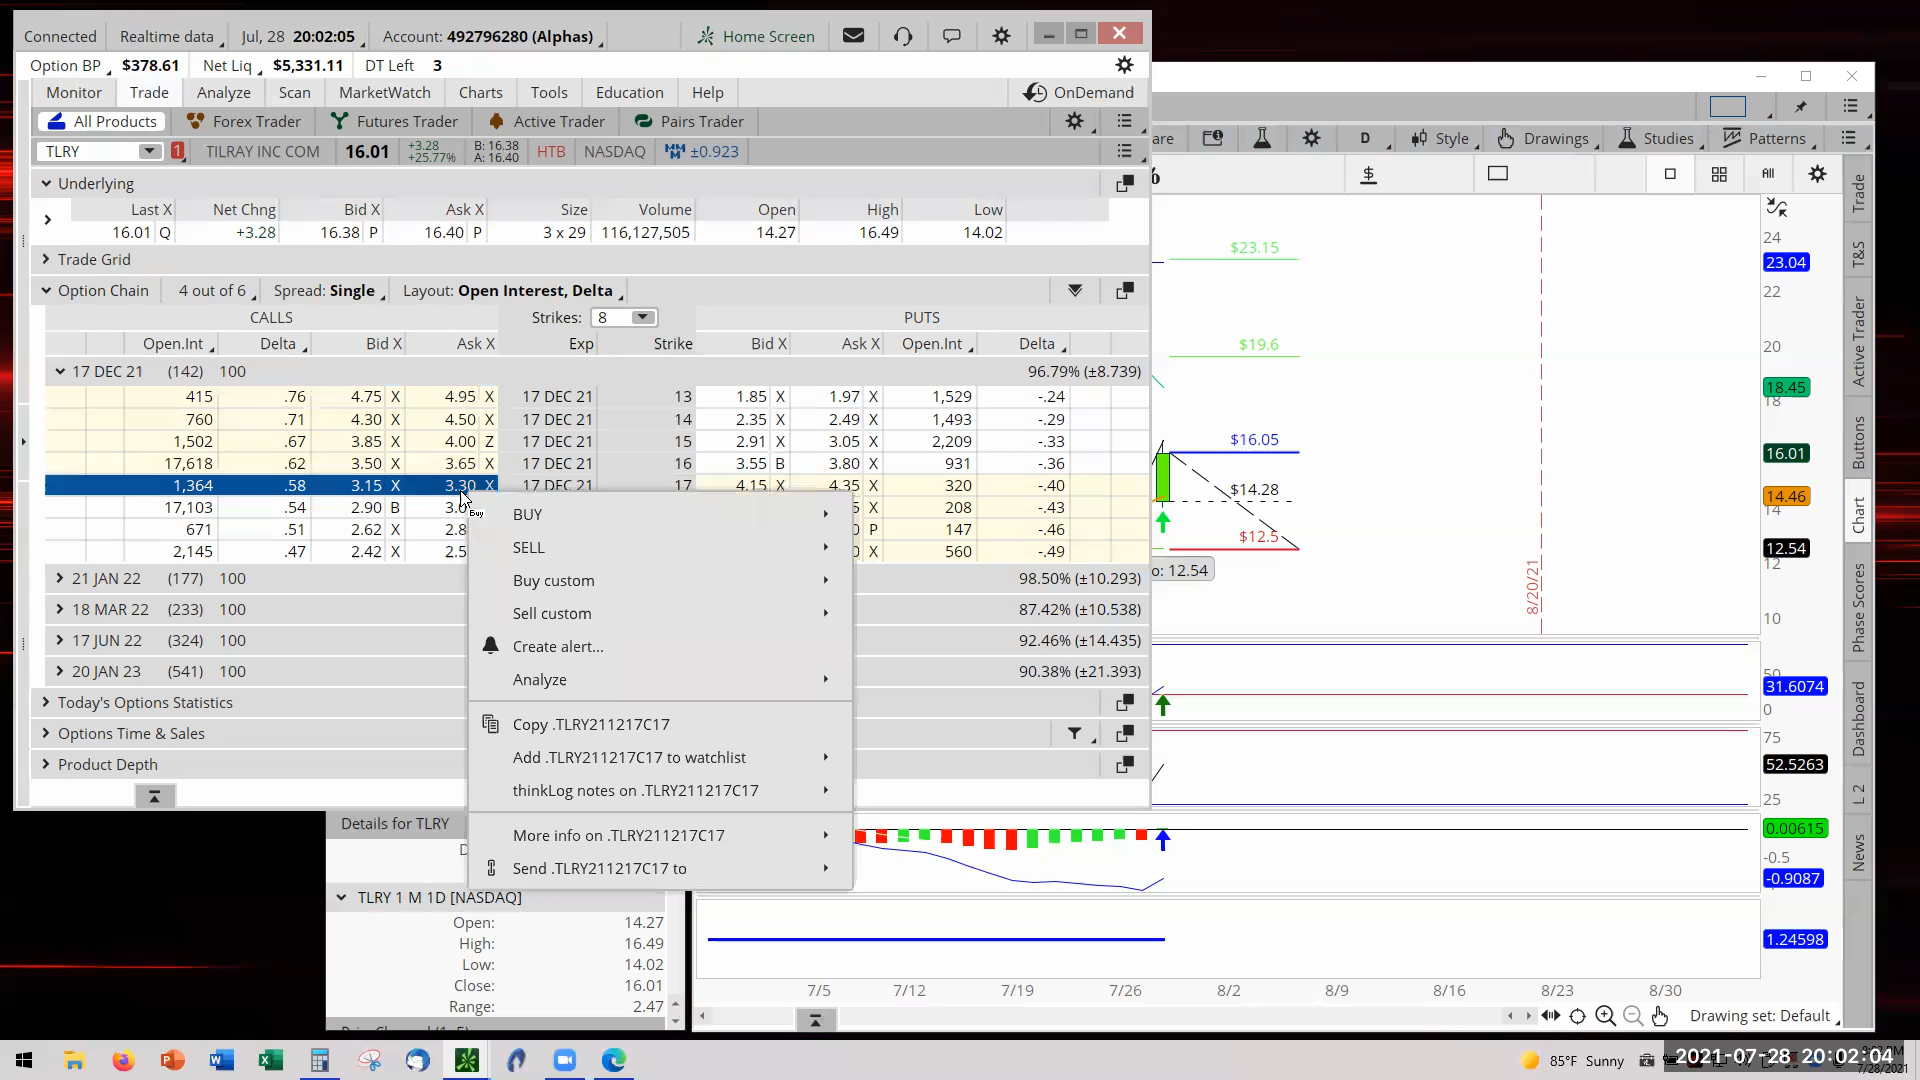 Connected Realtime data Jul, 28 20:02:05 Account: 492796280 (Alphas) Home Screen
Option BP $378.61 Net Liq $5,331.11 DT Left 3
Monitor Trade Analyze Scan MarketWatch Charts Tools Education Help OnDemand
All Products Forex Trader Futures Trader Active Trader Pairs Trader
TLRY 1 TILRAY INC COM 16.01 +3.28 +25.77% B: 16.38 A: 16.40 HTB NASDAQ ±0.923
Underlying
Last X Net Chng Bid X Ask X Size Volume Open High Low
16.01 Q +3.28 16.38 P 16.40 P 3 x 29 116,127,505 14.27 16.49 14.02
Trade Grid
Option Chain 4 out of 6 Spread: Single Layout: Open Interest, Delta
CALLS Strikes: 8 PUTS
Open.Int Delta Bid X Ask X Exp Strike Bid X Ask X Open.Int Delta
17 DEC 21 (142) 100 96.79% (±8.739)
415 .76 4.75 X 4.95 X 17 DEC 21 13 1.85 X 1.97 X 1,529 -.24
760 .71 4.30 X 4.50 X 17 DEC 21 14 2.35 X 2.49 X 1,493 -.29
1,502 .67 3.85 X 4.00 Z 17 DEC 21 15 2.91 X 3.05 X 2,209 -.33
17,618 .62 3.50 X 3.65 X 17 DEC 21 16 3.55 B 3.80 X 931 -.36
1,364 .58 3.15 X 3.30 X 17 DEC 21 17 4.15 X 4.35 X 320 -.40
17,103 .54 2.90 B X 208 -.43
671 .51 2.62 X P 147 -.46
2,145 .47 2.42 X X 560 -.49
21 JAN 22 (177) 100 98.50% (±10.293)
18 MAR 22 (233) 100 87.42% (±10.538)
17 JUN 22 (324) 100 92.46% (±14.435)
20 JAN 23 (541) 100 90.38% (±21.393)
Today's Options Statistics
Options Time & Sales
Product Depth
Buy
BUY
SELL
Buy custom
Sell custom
Create alert...
Analyze
Copy .TLRY211217C17
Add .TLRY211217C17 to watchlist
thinkLog notes on .TLRY211217C17
More info on .TLRY211217C17
Send .TLRY211217C17 to
Details for TLRY
TLRY 1 M 1D [NASDAQ]
Open: 14.27
High: 16.49
Low: 14.02
Close: 16.01
Range: 2.47
are D Style Drawings Studies Patterns
$ All
$23.15
$19.6
$16.05
$14.28
$12.5
o: 12.54
8/20/21
24
23.04
22
20
18.45
18
16.01
14.46
14
12.54
12
10
50
31.6074
0
75
52.5263
25
0.00615
-0.5
-0.9087
1.24598
7/5 7/12 7/19 7/26 8/2 8/9 8/16 8/23 8/30
Drawing set: Default
Trade
T&S
Active Trader
Buttons
Chart
Phase Scores
Dashboard
L 2
News
85°F Sunny
2021-07-28 20:02:04